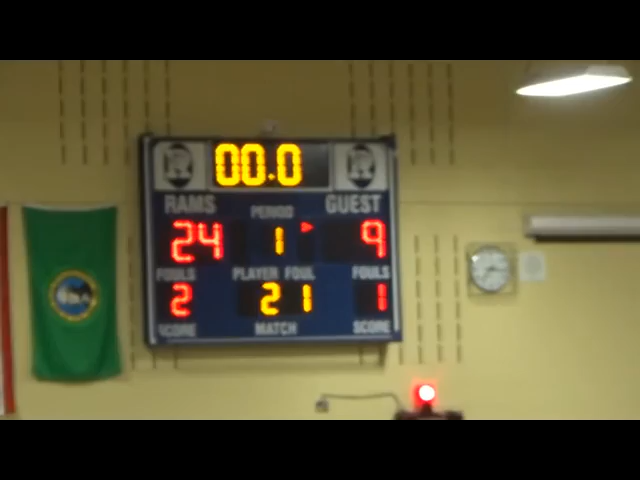 00.0
RAMS PERIOD GUEST
24 1 9
FOULS PLAYER FOUL FOULS
2 21 1
SCORE MATCH SCORE